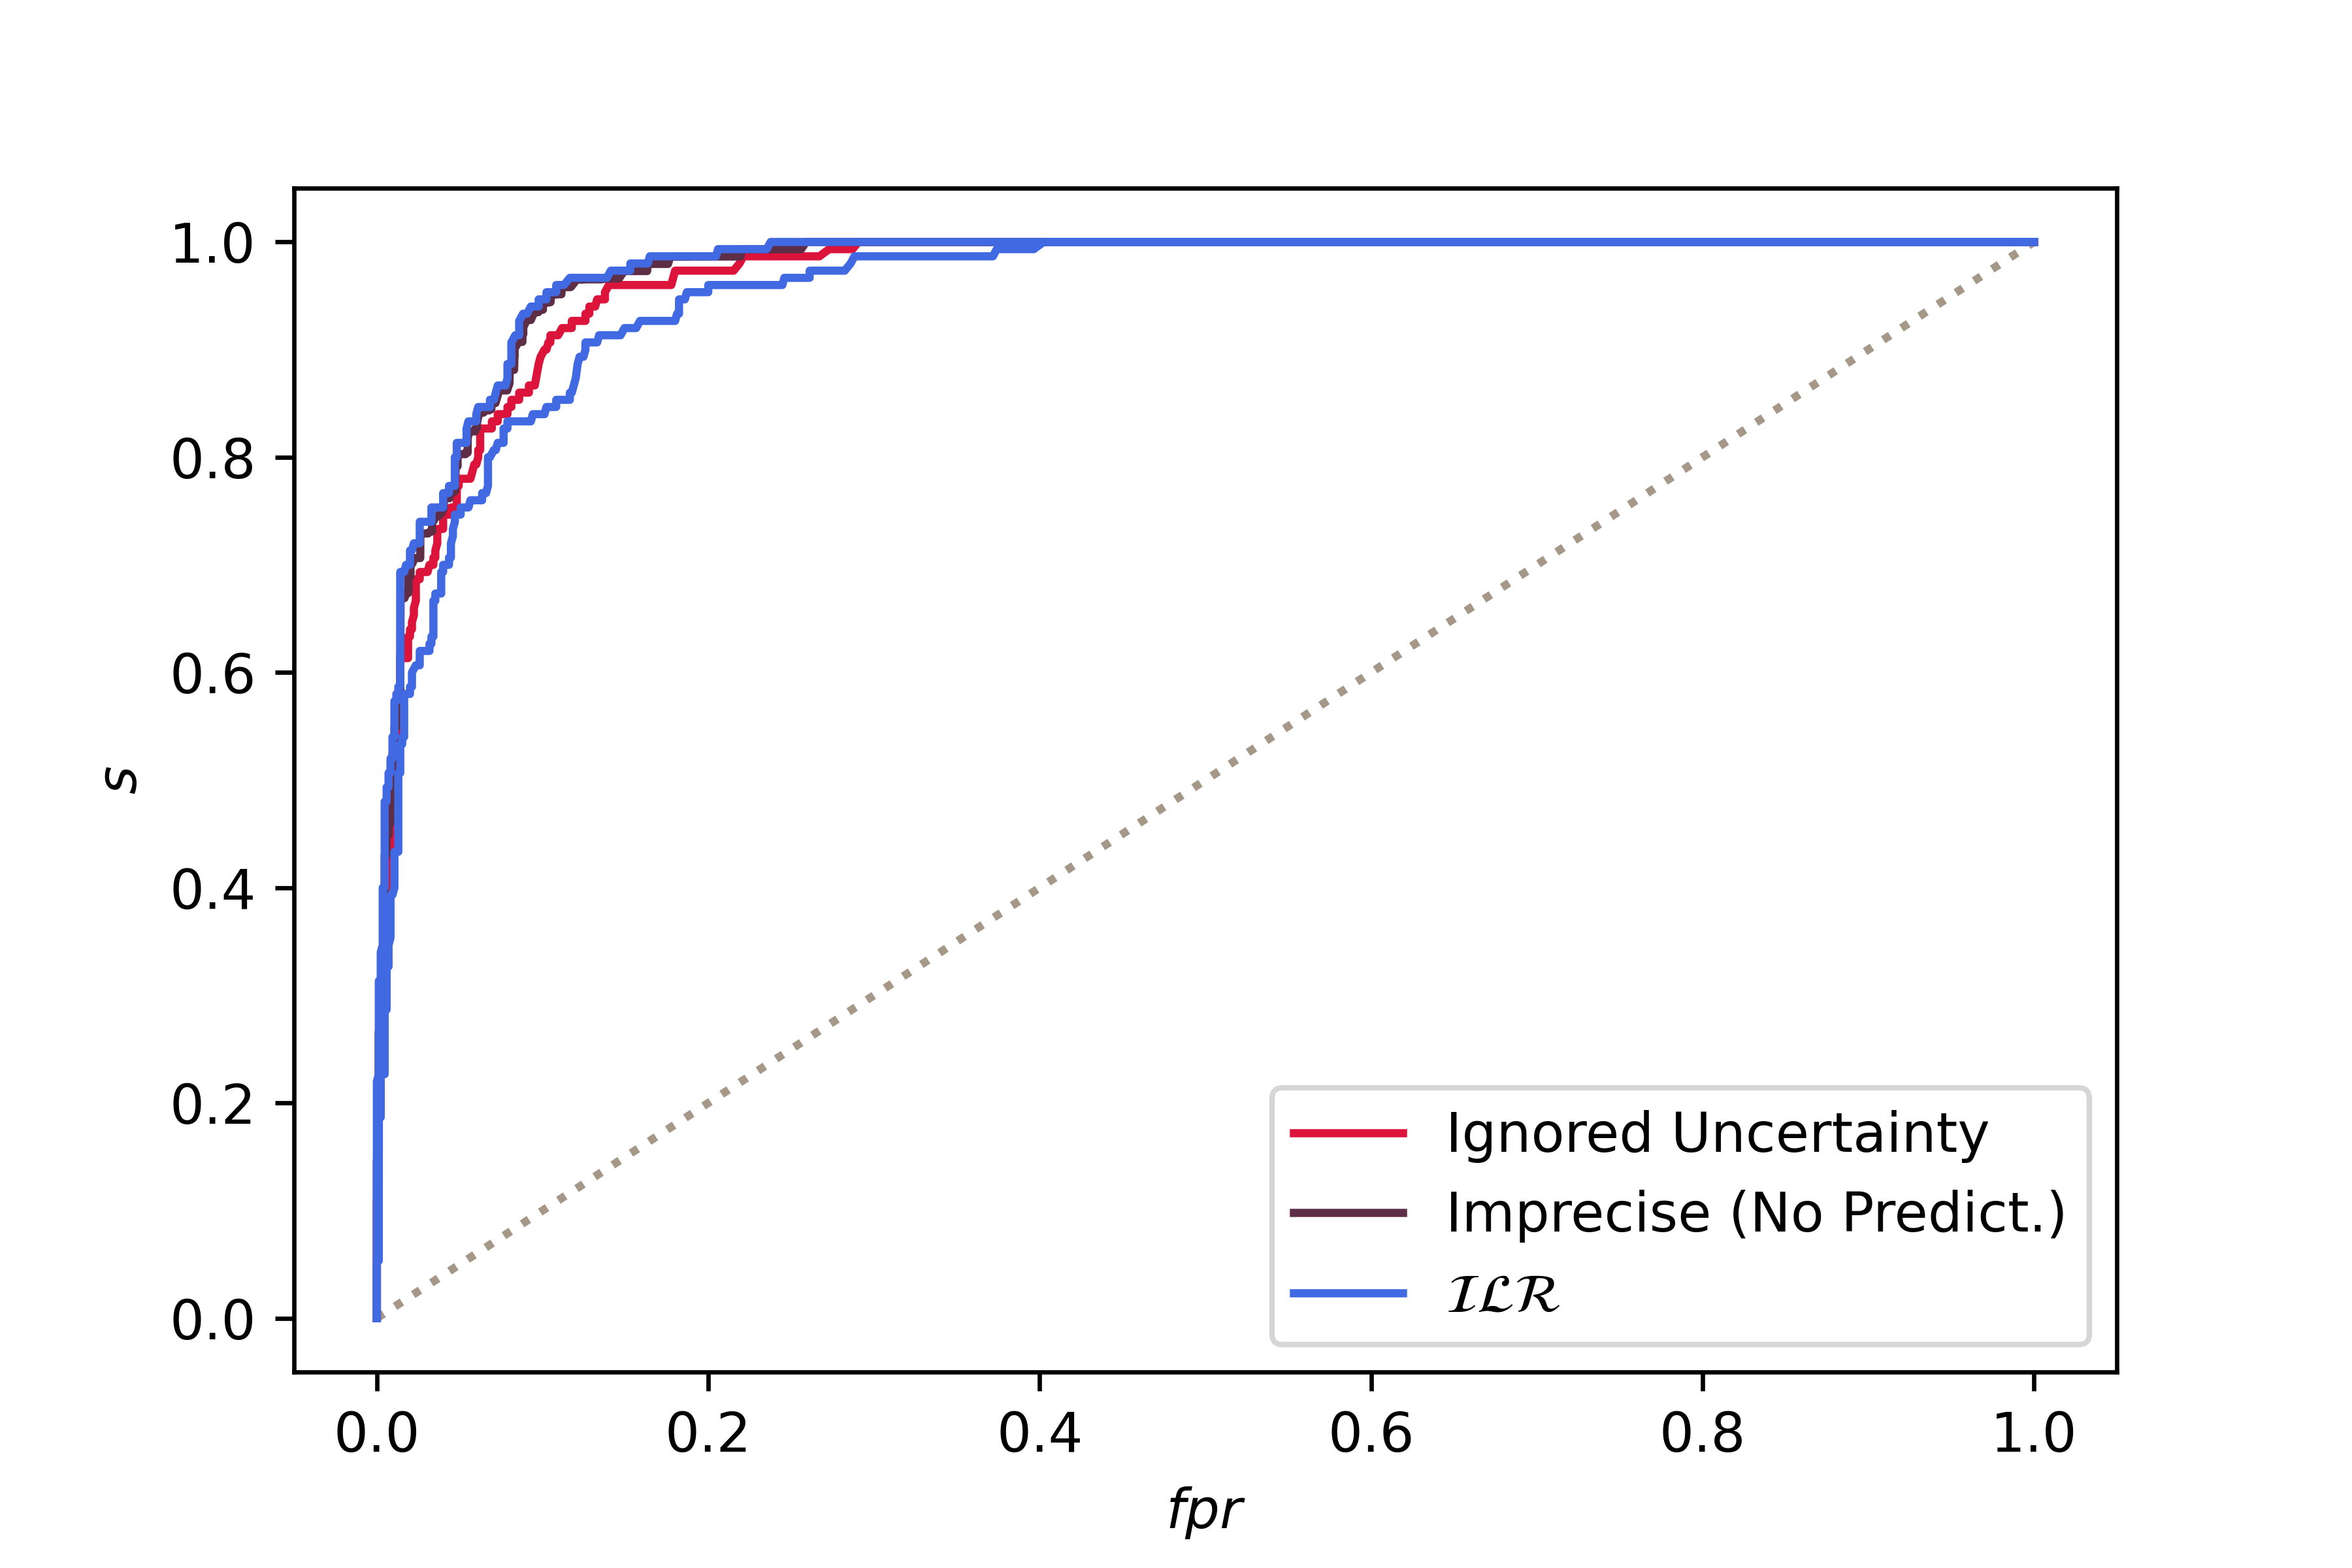 1.0
0.8
0.6
0.4
0.2
0.0
s
0.0 0.2 0.4 0.6 0.8 1.0
fpr
Ignored Uncertainty
Imprecise (No Predict.)
ℐℒℛ